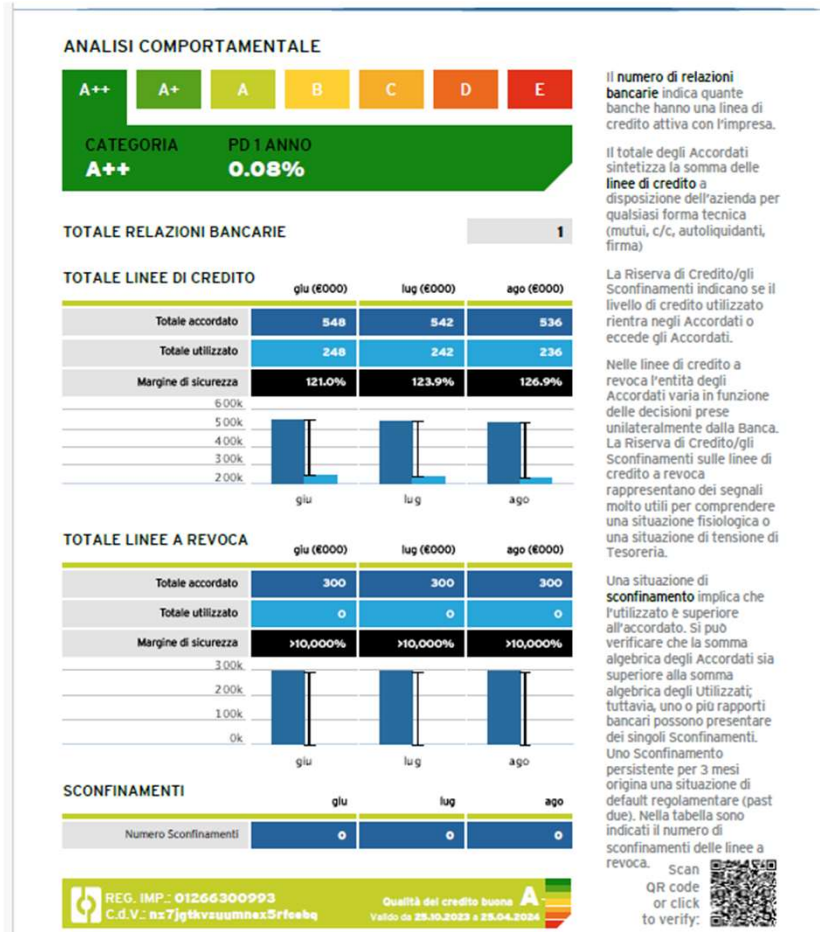 ANALISI COMPORTAMENTALE
A++ A+ A B C D E
CATEGORIA PD 1 ANNO
A++ 0.08%
TOTALE RELAZIONI BANCARIE 1
TOTALE LINEE DI CREDITO
giu (€000) lug (€000) ago (€000)
Totale accordato 548 542 536
Totale utilizzato 248 242 236
Margine di sicurezza 121.0% 123.9% 126.9%
600k
500k
400k
300k
200k
giu lug ago
TOTALE LINEE A REVOCA
giu (€000) lug (€000) ago (€000)
Totale accordato 300 300 300
Totale utilizzato 0 0 0
Margine di sicurezza >10,000% >10,000% >10,000%
300k
200k
100k
0k
giu lug ago
SCONFINAMENTI
giu lug ago
Numero Sconfinamenti 0 0 0
Il numero di relazioni
bancarie indica quante
banche hanno una linea di
credito attiva con l'impresa.
Il totale degli Accordati
sintetizza la somma delle
linee di credito a
disposizione dell'azienda per
qualsiasi forma tecnica
(mutui, c/c, autoliquidanti,
firma)
La Riserva di Credito/gli
Sconfinamenti indicano se il
livello di credito utilizzato
rientra negli Accordati o
eccede gli Accordati.
Nelle linee di credito a
revoca l'entità degli
Accordati varia in funzione
delle decisioni prese
unilateralmente dalla Banca.
La Riserva di Credito/gli
Sconfinamenti sulle linee di
credito a revoca
rappresentano dei segnali
molto utili per comprendere
una situazione fisiologica o
una situazione di tensione di
Tesoreria.
Una situazione di
sconfinamento implica che
l'utilizzato è superiore
all'accordato. Si può
verificare che la somma
algebrica degli Accordati sia
superiore alla somma
algebrica degli Utilizzati;
tuttavia, uno o più rapporti
bancari possono presentare
dei singoli Sconfinamenti.
Uno Sconfinamento
persistente per 3 mesi
origina una situazione di
default regolamentare (past
due). Nella tabella sono
indicati il numero di
sconfinamenti delle linee a
revoca.
Scan
QR code
or click
to verify:
REG. IMP.: 01266300993
C.d.V.: nz7jgtkvzuumnex5rfoebq
Qualità del credito buona A-
Valido da 25.10.2023 a 25.04.2024